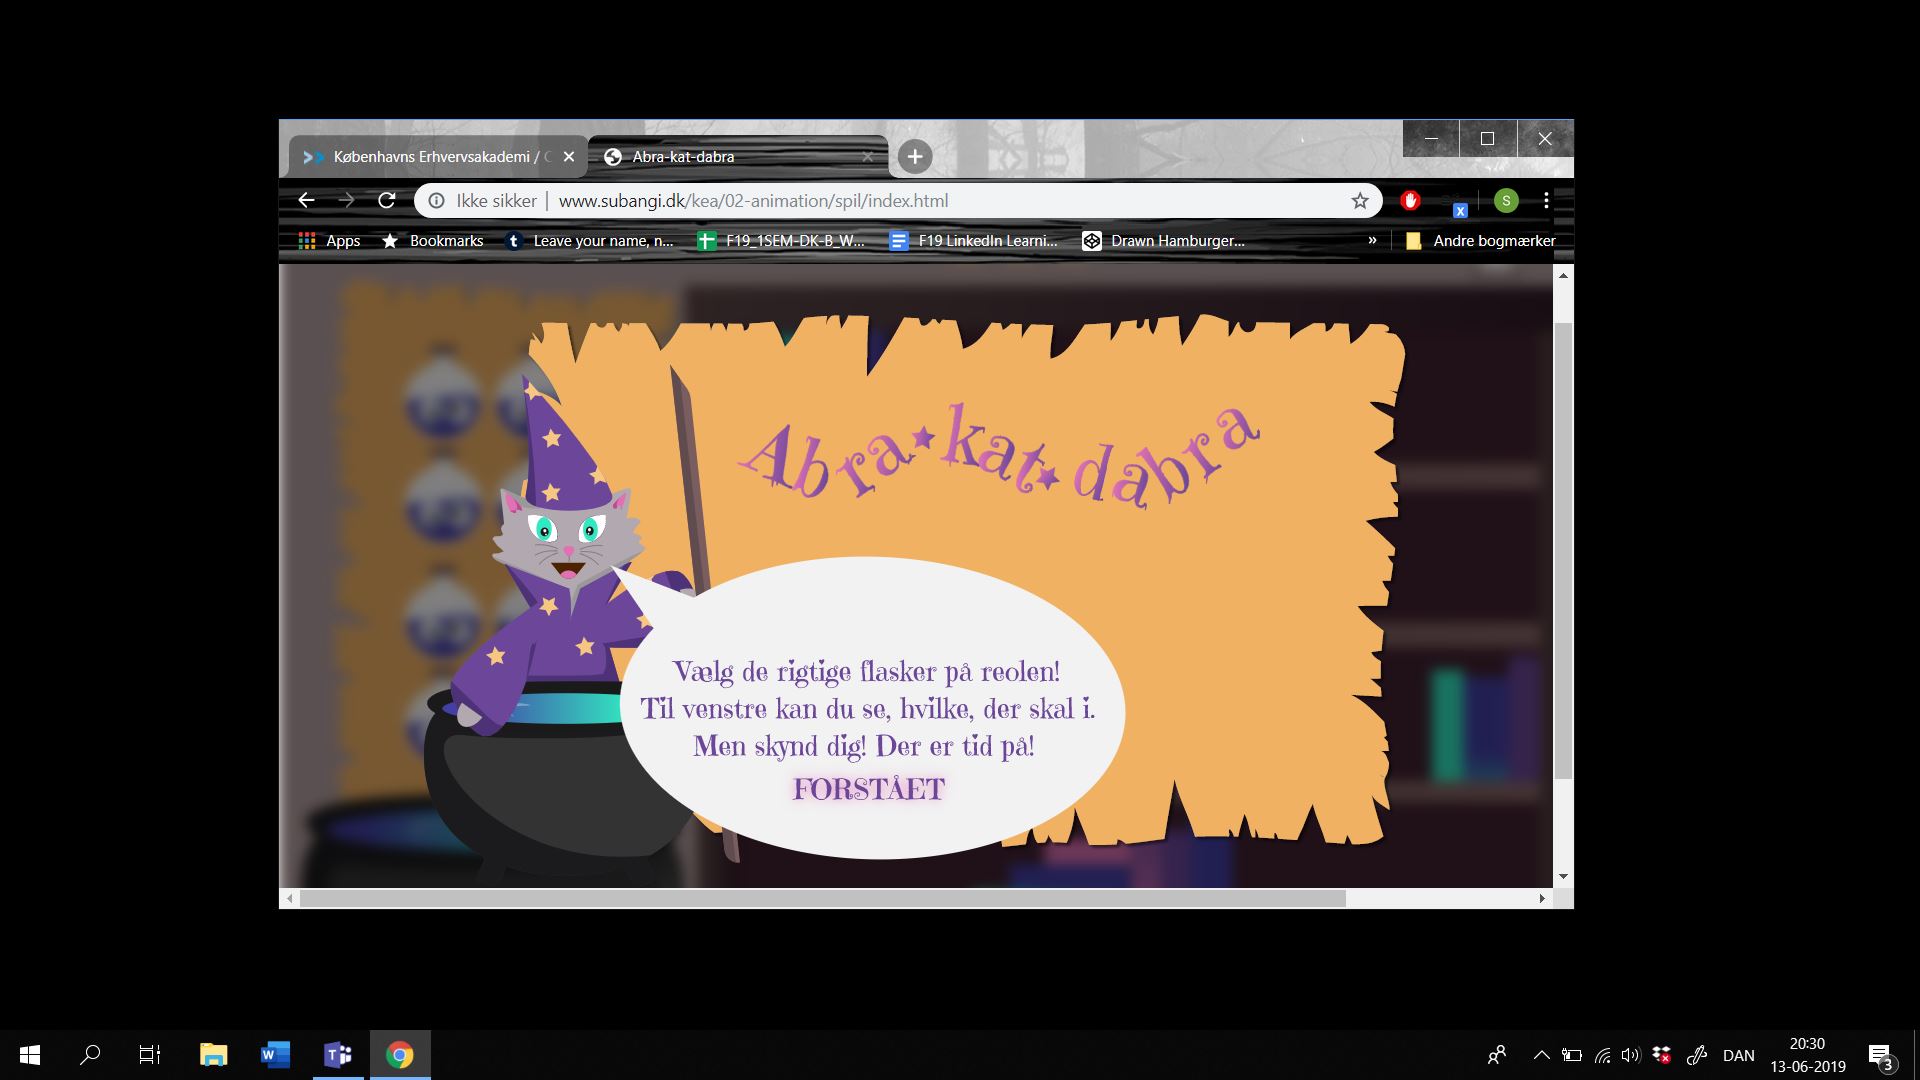 Københavns Erhvervsakademi /
Abra-kat-dabra
Ikke sikker | www.subangi.dk/kea/02-animation/spil/index.html
S
x
Apps
Bookmarks
t
Leave your name, n...
F19_1SEM-DK-B_W...
F19 LinkedIn Learni...
Drawn Hamburger...
»
Andre bogmærker
Abra kat dabra
Vælg de rigtige flasker på reolen!
Til venstre kan du se, hvilke, der skal i.
Men skynd dig! Der er tid på!
FORSTÅET
W
T
DAN
20:30
13-06-2019
3